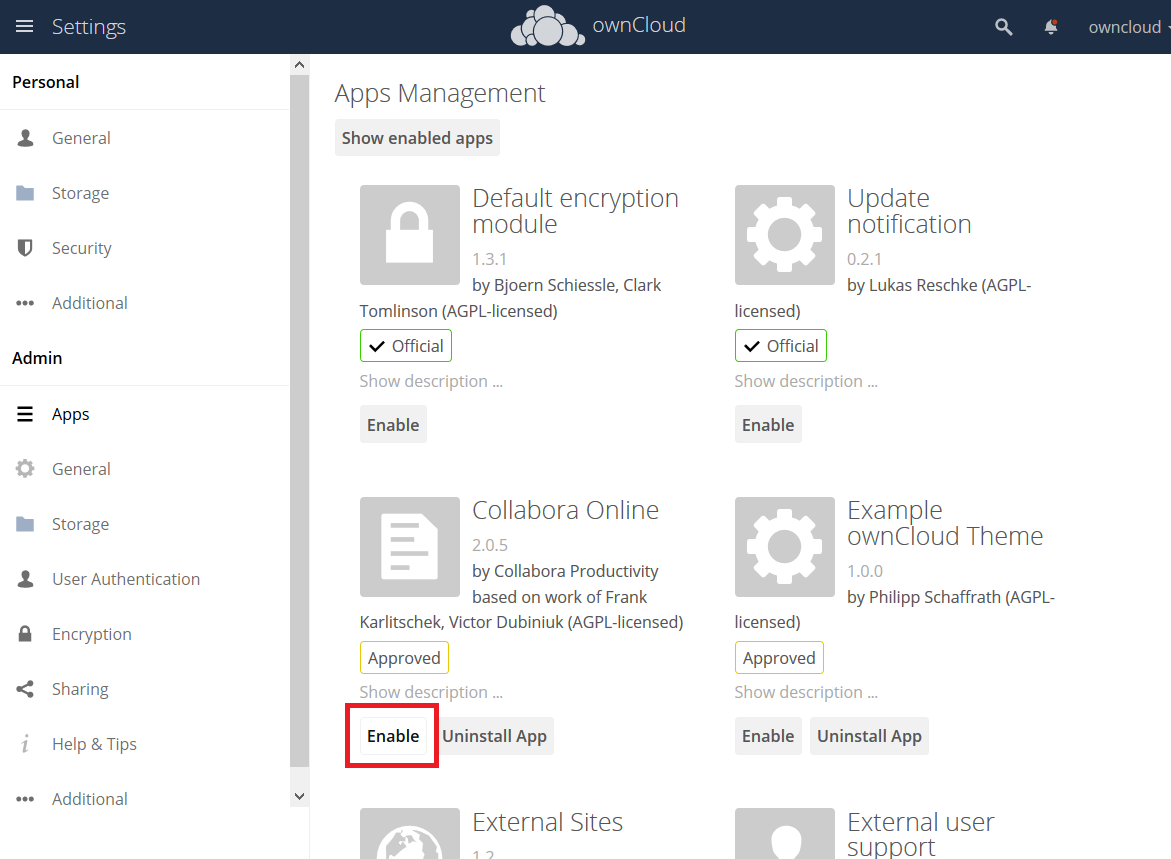 Settings
ownCloud
owncloud
Personal
General
Storage
Security
Additional
Admin
Apps
General
Storage
User Authentication
Encryption
Sharing
Help & Tips
Additional
Apps Management
Show enabled apps
Default encryption
module
1.3.1
by Bjoern Schiessle, Clark
Tomlinson (AGPL-licensed)
Official
Show description ...
Enable
Update
notification
0.2.1
by Lukas Reschke (AGPL-
licensed)
Official
Show description ...
Enable
Collabora Online
2.0.5
by Collabora Productivity
based on work of Frank
Karlitschek, Victor Dubiniuk (AGPL-licensed)
Approved
Show description ...
Enable
Uninstall App
Example
ownCloud Theme
1.0.0
by Philipp Schaffrath (AGPL-
licensed)
Approved
Show description ...
Enable
Uninstall App
External Sites
1.2
External user
support